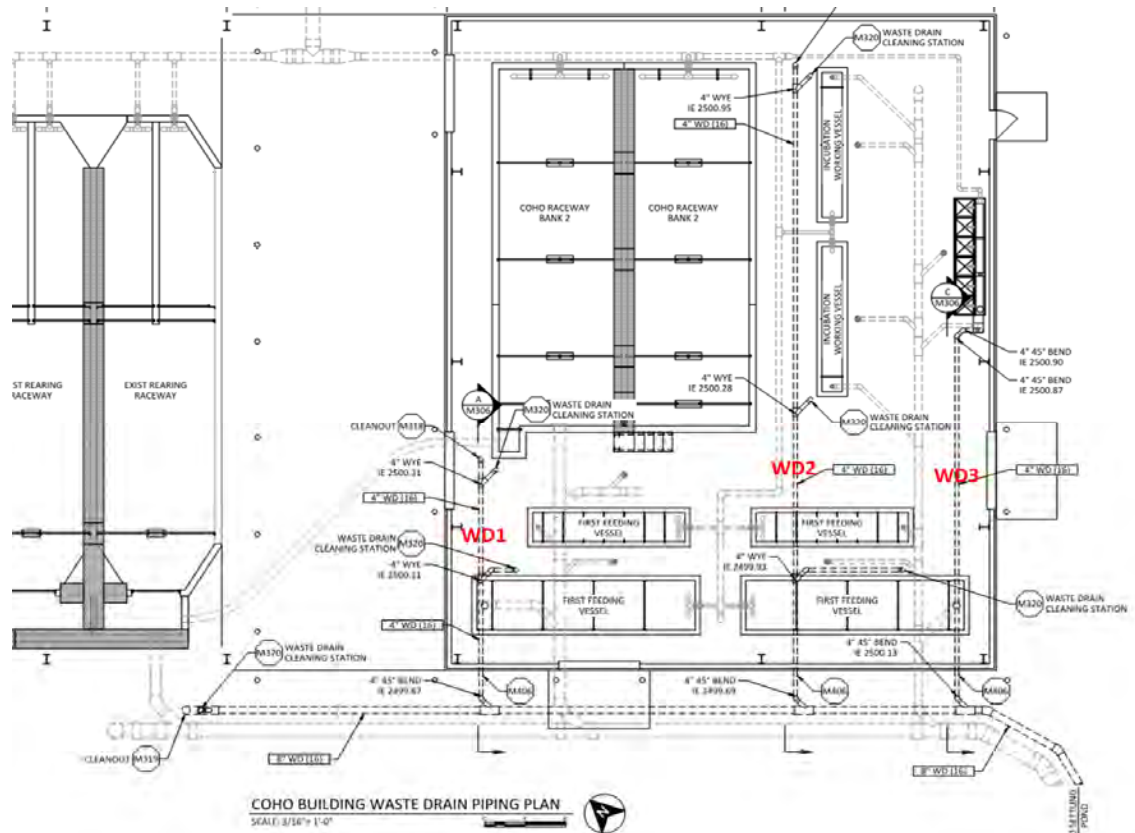 M320
WASTE DRAIN
CLEANING STATION
4" WYE
IE 2500.95
4" WD (16)
INCUBATION
WORKING VESSEL
COHO RACEWAY
BANK 2
COHO RACEWAY
BANK 2
INCUBATION
WORKING VESSEL
C
M306
4" 45° BEND
IE 2500.90
4" 45° BEND
IE 2500.87
ST REARING
RACEWAY
EXIST REARING
RACEWAY
4" WYE
IE 2500.28
A
M306
M320
WASTE DRAIN
CLEANING STATION
M320
WASTE DRAIN
CLEANING STATION
CLEANOUT
M318
4" WYE
IE 2500.31
4" WD (16)
WD2
4" WD (16)
WD3
4" WD (16)
WD1
FIRST FEEDING
VESSEL
FIRST FEEDING
VESSEL
WASTE DRAIN
CLEANING STATION
M320
4" WYE
IE 2500.11
4" WYE
IE 2499.93
FIRST FEEDING
VESSEL
FIRST FEEDING
VESSEL
M320
WASTE DRAIN
CLEANING STATION
4" WD (16)
M320
WASTE DRAIN
CLEANING STATION
4" 45° BEND
IE 2499.67
M406
4" 45° BEND
IE 2499.69
M406
4" 45° BEND
IE 2500.13
M406
CLEANOUT
M319
8" WD (16)
8" WD (16)
SETTLING
POND
COHO BUILDING WASTE DRAIN PIPING PLAN
SCALE: 3/16"= 1'-0"
N